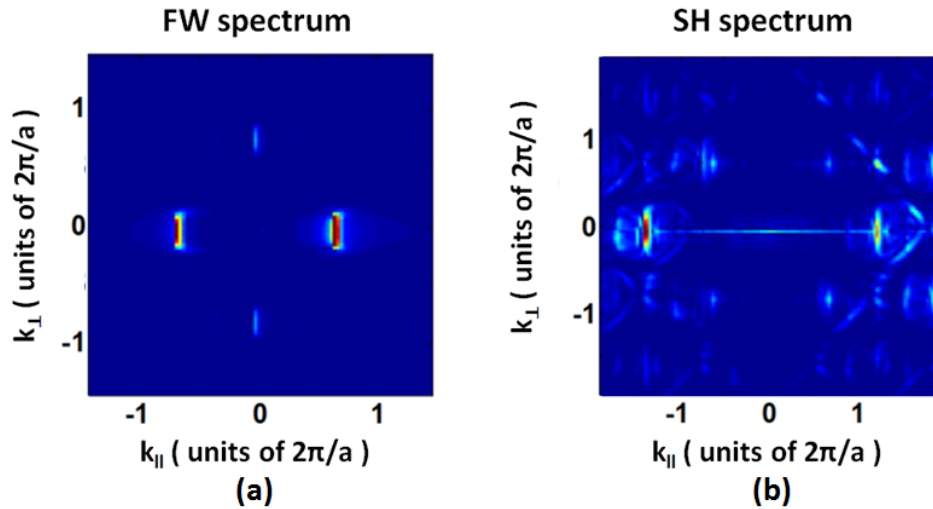 FW spectrum
k⊥ ( units of 2π/a)
1
0
-1
-1 0 1
k|| ( units of 2π/a )
(a)
SH spectrum
k⊥ ( units of 2π/a)
1
0
-1
-1 0 1
k|| ( units of 2π/a )
(b)